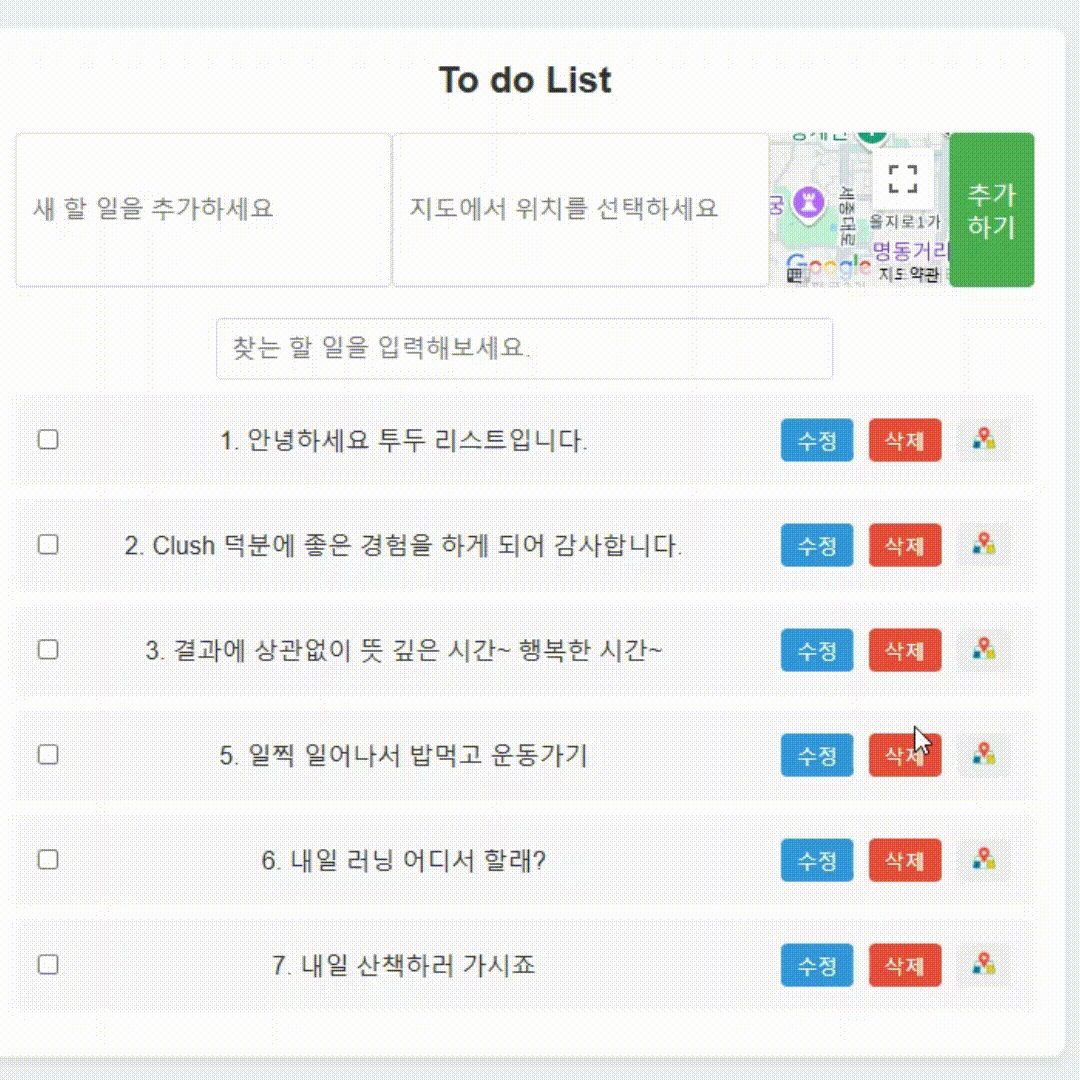 To do List
새 할 일을 추가하세요
지도에서 위치를 선택하세요
궁
세종대로
을지로1가
명동거리
Google
지도 약관
추가
하기
찾는 할 일을 입력해보세요.
1. 안녕하세요 투두 리스트입니다.
수정 삭제
2. Clush 덕분에 좋은 경험을 하게 되어 감사합니다.
수정 삭제
3. 결과에 상관없이 뜻 깊은 시간~ 행복한 시간~
수정 삭제
5. 일찍 일어나서 밥먹고 운동가기
수정 삭제
6. 내일 러닝 어디서 할래?
수정 삭제
7. 내일 산책하러 가시죠
수정 삭제